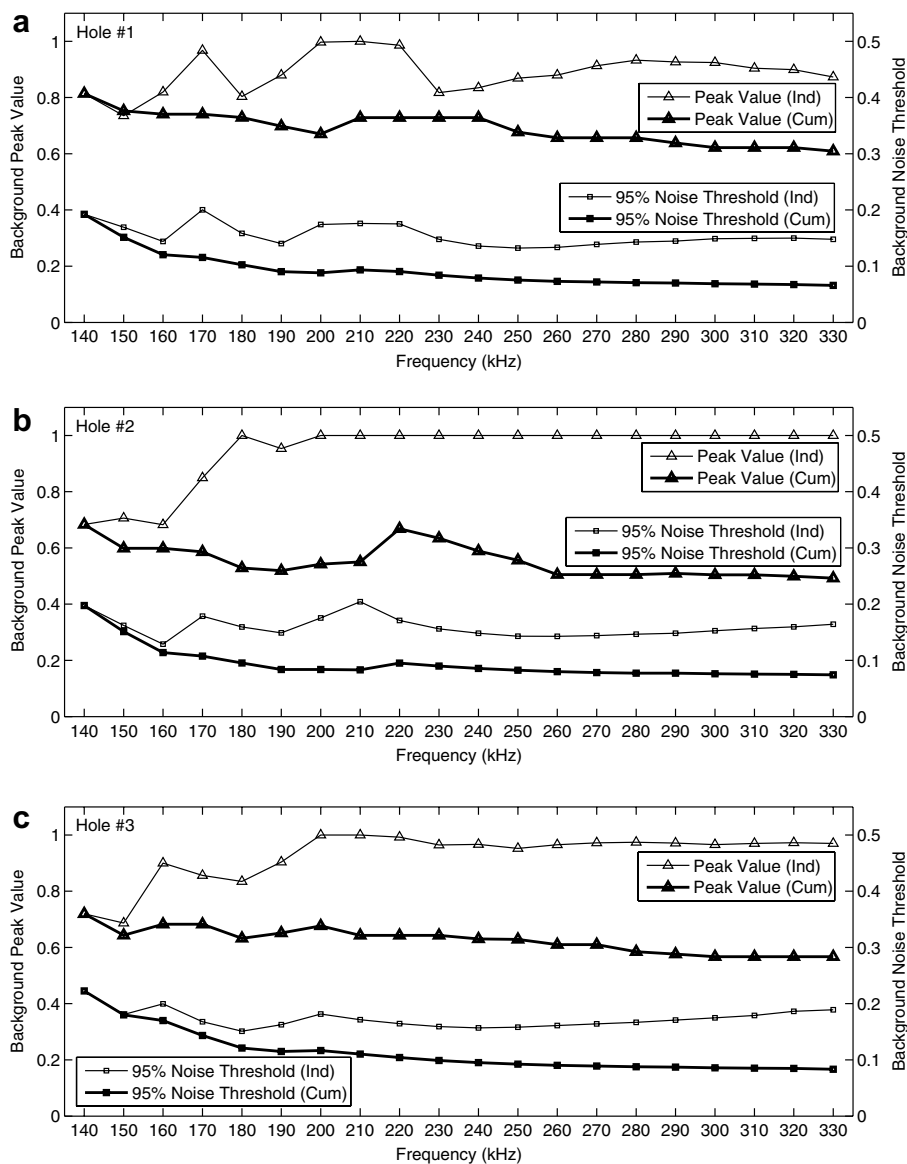 a
Hole #1
1
0.8
0.6
0.4
0.2
0
Background Peak Value
0.5
0.4
0.3
0.2
0.1
0
Background Noise Threshold
Peak Value (Ind)
Peak Value (Cum)
95% Noise Threshold (Ind)
95% Noise Threshold (Cum)
140 150 160 170 180 190 200 210 220 230 240 250 260 270 280 290 300 310 320 330
Frequency (kHz)
b
Hole #2
1
0.8
0.6
0.4
0.2
0
Background Peak Value
0.5
0.4
0.3
0.2
0.1
0
Background Noise Threshold
Peak Value (Ind)
Peak Value (Cum)
95% Noise Threshold (Ind)
95% Noise Threshold (Cum)
140 150 160 170 180 190 200 210 220 230 240 250 260 270 280 290 300 310 320 330
Frequency (kHz)
c
Hole #3
1
0.8
0.6
0.4
0.2
0
Background Peak Value
0.5
0.4
0.3
0.2
0.1
0
Background Noise Threshold
Peak Value (Ind)
Peak Value (Cum)
95% Noise Threshold (Ind)
95% Noise Threshold (Cum)
140 150 160 170 180 190 200 210 220 230 240 250 260 270 280 290 300 310 320 330
Frequency (kHz)